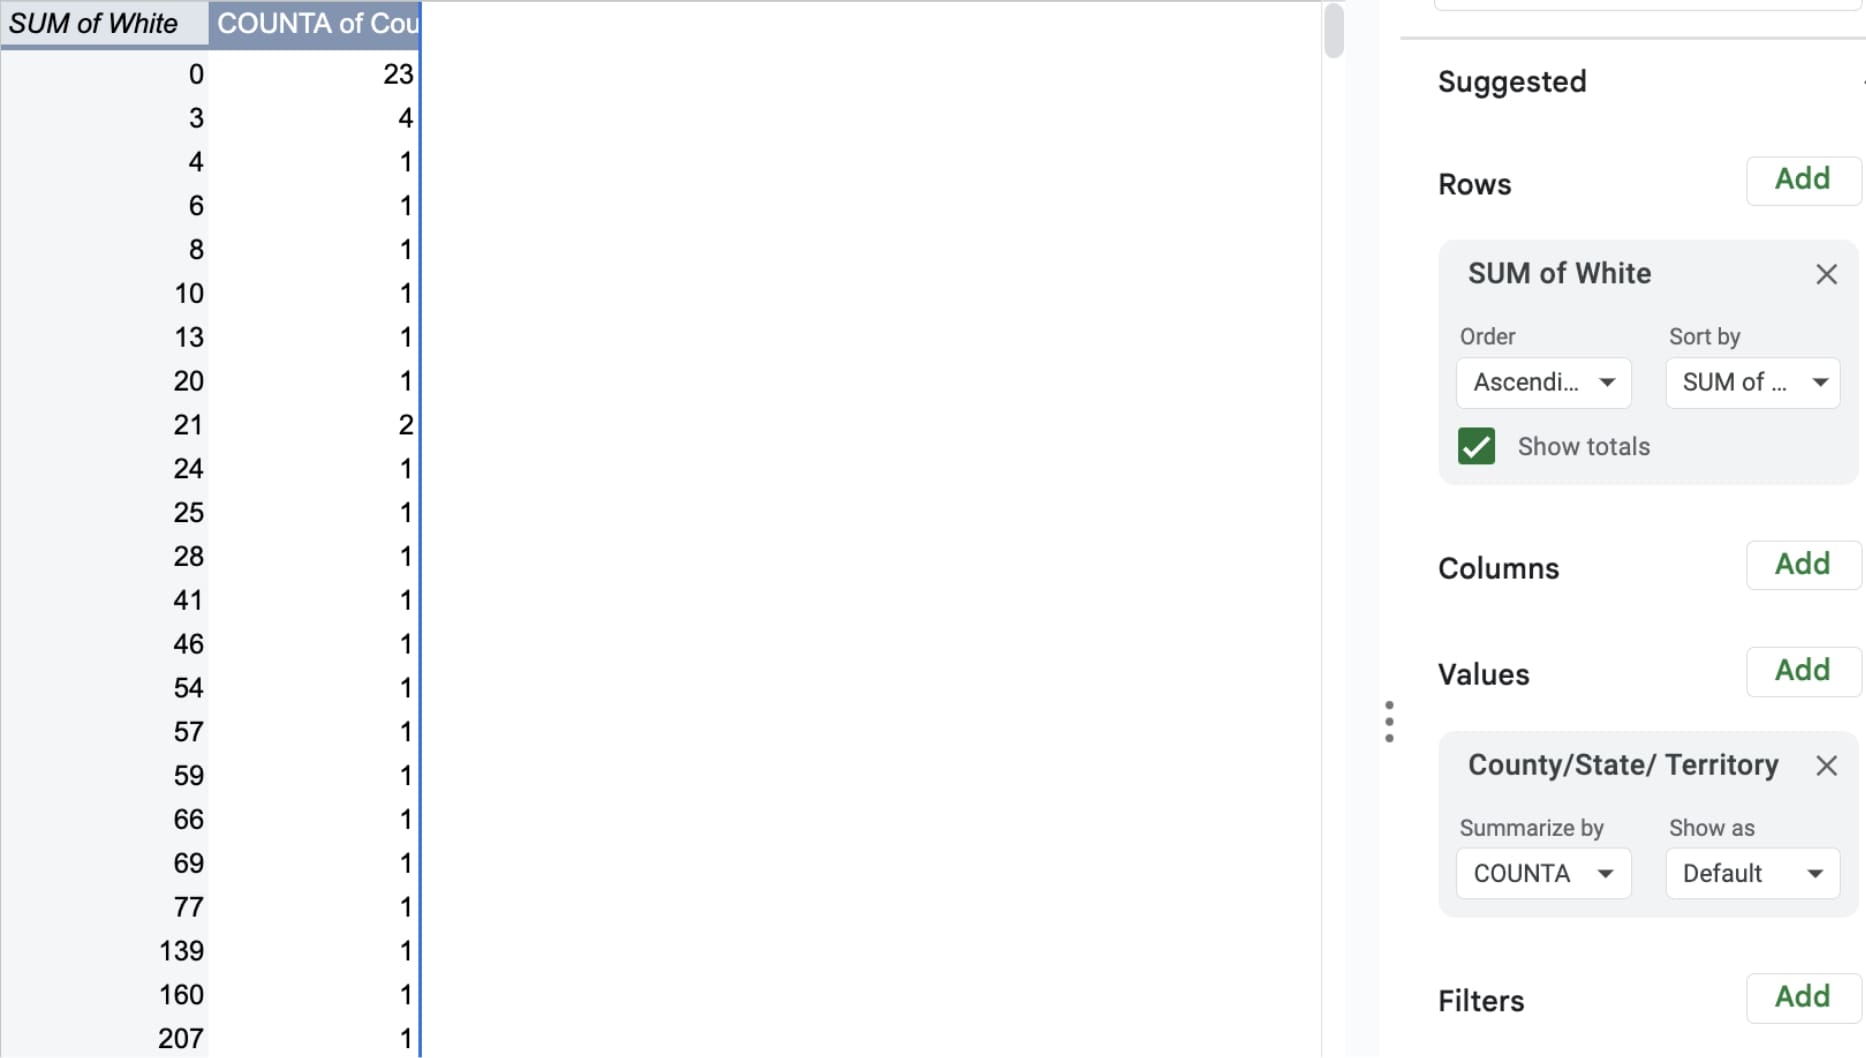 SUM of White COUNTA of Cou
0 23
3 4
4 1
6 1
8 1
10 1
13 1
20 1
21 2
24 1
25 1
28 1
41 1
46 1
54 1
57 1
59 1
66 1
69 1
77 1
139 1
160 1
207 1
Suggested
Rows Add
SUM of White
Order Sort by
Ascendi... SUM of ...
Show totals
Columns Add
Values Add
County/State/ Territory
Summarize by Show as
COUNTA Default
Filters Add